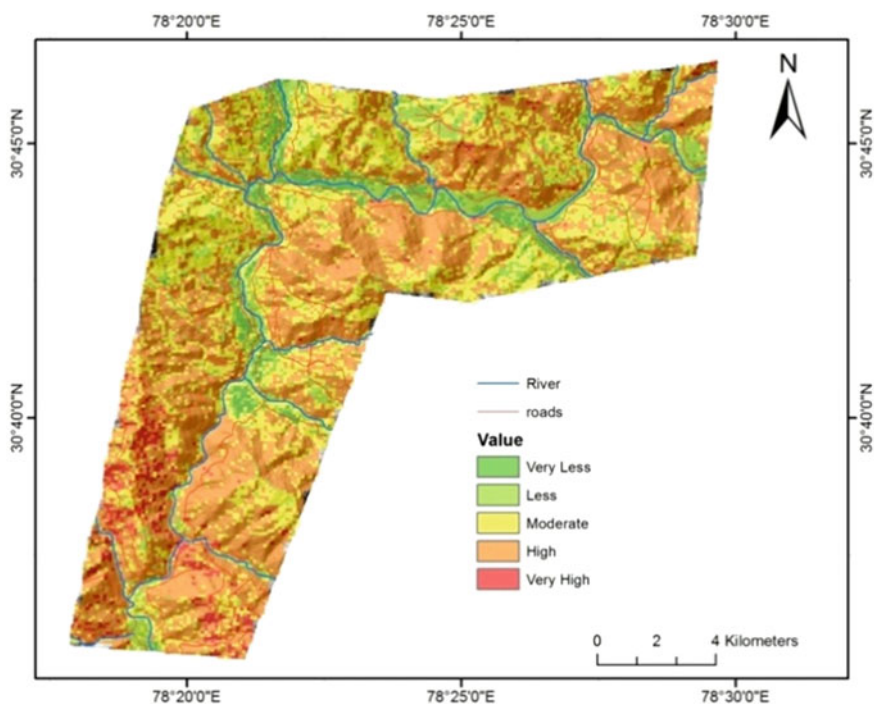 78°20'0"E 78°25'0"E 78°30'0"E
N
30°45'0"N 30°45'0"N
30°40'0"N 30°40'0"N
River
roads
Value
Very Less
Less
Moderate
High
Very High
0 2 4 Kilometers
78°20'0"E 78°25'0"E 78°30'0"E